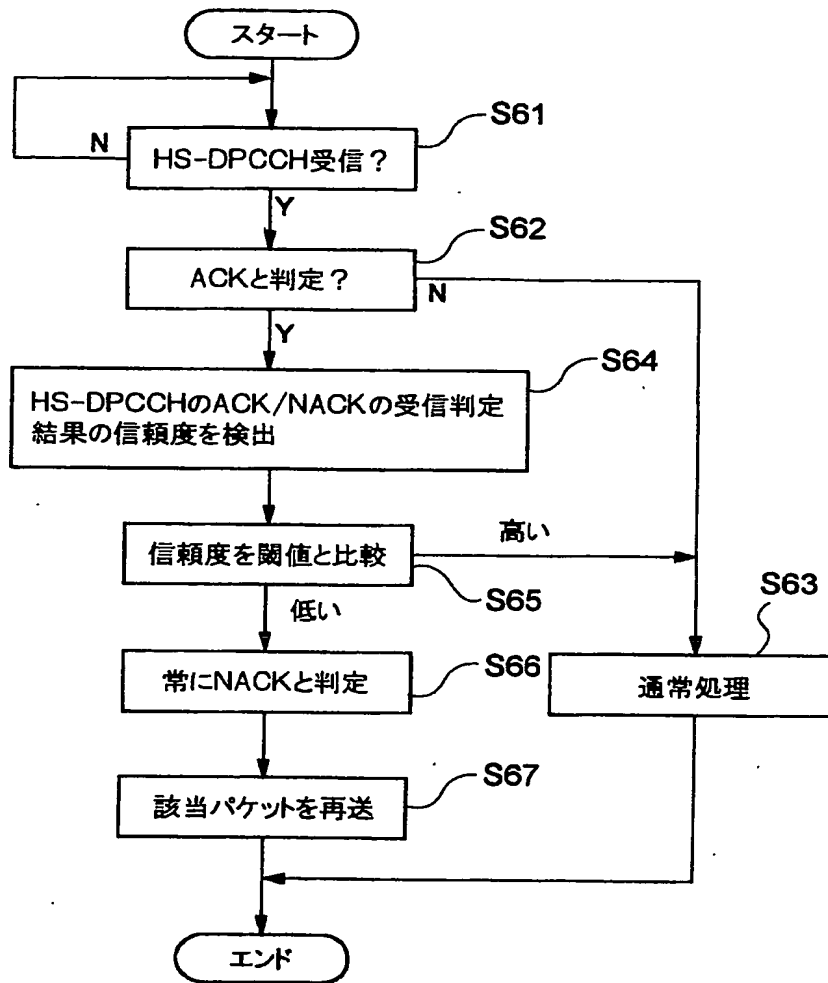 スタート
S61
N
HS-DPCCH受信?
Y
S62
ACKと判定?
N
Y
S64
HS-DPCCHのACK/NACKの受信判定
結果の信頼度を検出
高い
信頼度を閾値と比較
S65
S63
低い
常にNACKと判定
S66
通常処理
S67
該当パケットを再送
エンド